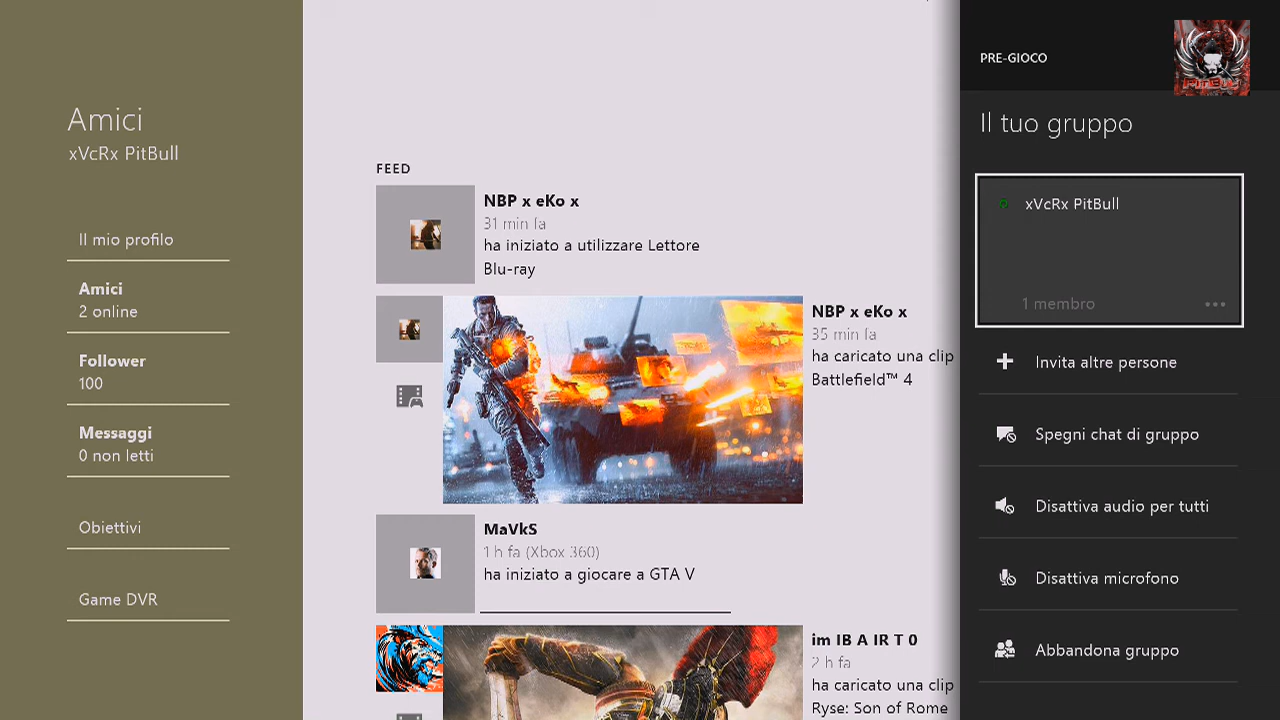 Amici
xVcRx PitBull
Il mio profilo
Amici
2 online
Follower
100
Messaggi
0 non letti
Obiettivi
Game DVR
FEED
NBP x eKo x
31 min fa
ha iniziato a utilizzare Lettore
Blu-ray
NBP x eKo x
35 min fa
ha caricato una clip
Battlefield™ 4
MaVkS
1 h fa (Xbox 360)
ha iniziato a giocare a GTA V
im IB A IR T 0
2 h fa
ha caricato una clip
Ryse: Son of Rome
PRE-GIOCO
PITBULL
Il tuo gruppo
xVcRx PitBull
1 membro
Invita altre persone
Spegni chat di gruppo
Disattiva audio per tutti
Disattiva microfono
Abbandona gruppo